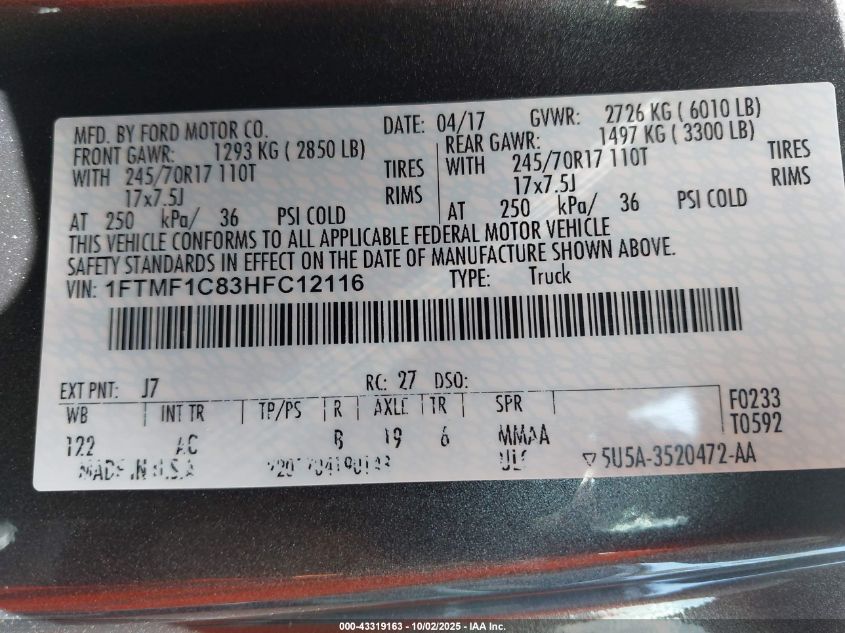 MFD. BY FORD MOTOR CO. DATE: 04/17 GVWR: 2726 KG ( 6010 LB)
FRONT GAWR: 1293 KG ( 2850 LB) REAR GAWR: 1497 KG ( 3300 LB)
WITH 245/70R17 110T TIRES WITH 245/70R17 110T TIRES
17x7.5J RIMS 17x7.5J RIMS
AT 250 kPa/ 36 PSI COLD AT 250 kPa/ 36 PSI COLD
THIS VEHICLE CONFORMS TO ALL APPLICABLE FEDERAL MOTOR VEHICLE
SAFETY STANDARDS IN EFFECT ON THE DATE OF MANUFACTURE SHOWN ABOVE.
VIN: 1FTMF1C83HFC12116 TYPE: Truck
EXT PNT: J7 RC: 27 DSO:
WB INT TR TP/PS R AXLE TR SPR F0233
T0592
122 AC B 19 6 MMAA
MADE IN U.S.A ▽5U5A-3520472-AA
000-43319163 - 10/02/2025 - IAA Inc.